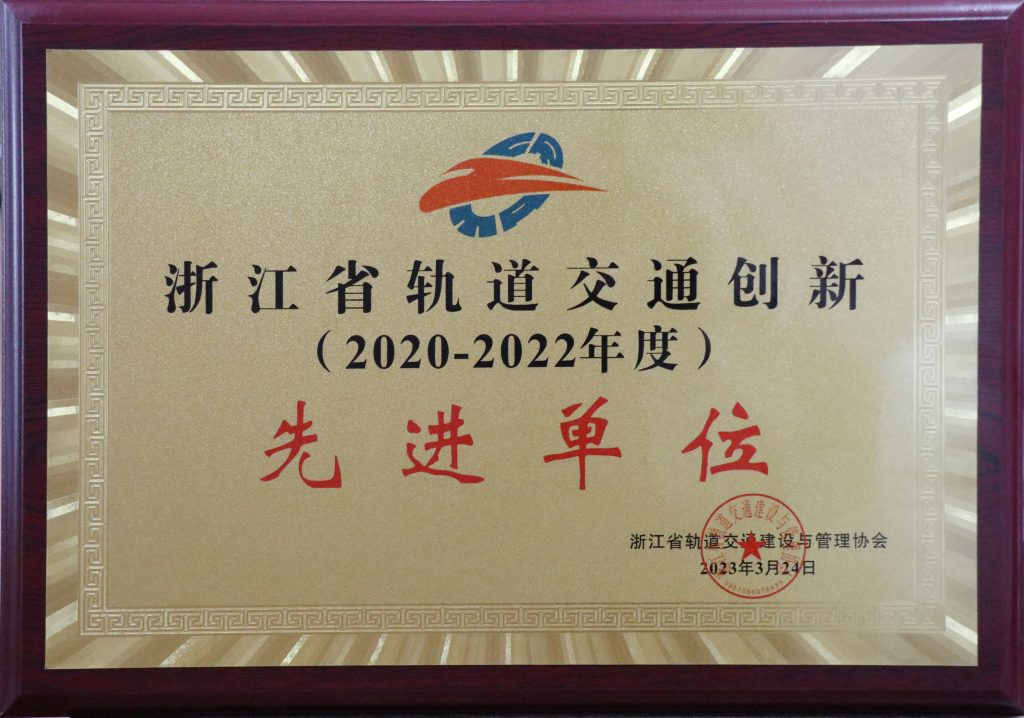 浙江省轨道交通创新
（2020-2022年度）
先进单位
浙江省轨道交通建设与管理协会
2023年3月24日